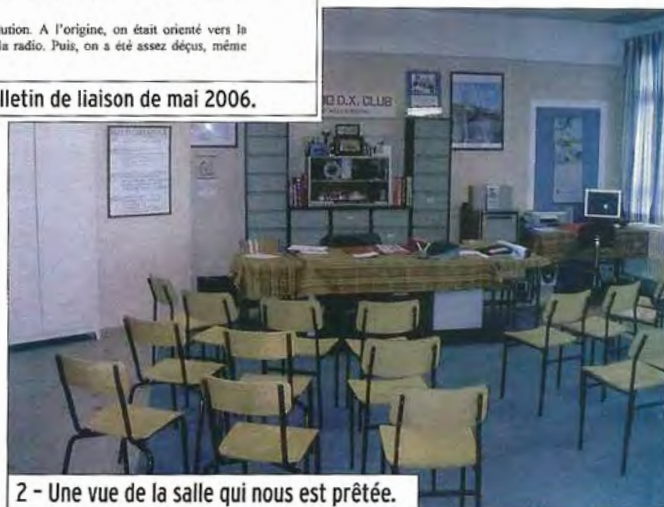 ution. A l'origine, on était orienté vers la
la radio. Puis, on a été assez déçus, même
lletin de liaison de mai 2006.
O D.X. CLUB
2 - Une vue de la salle qui nous est prêtée.